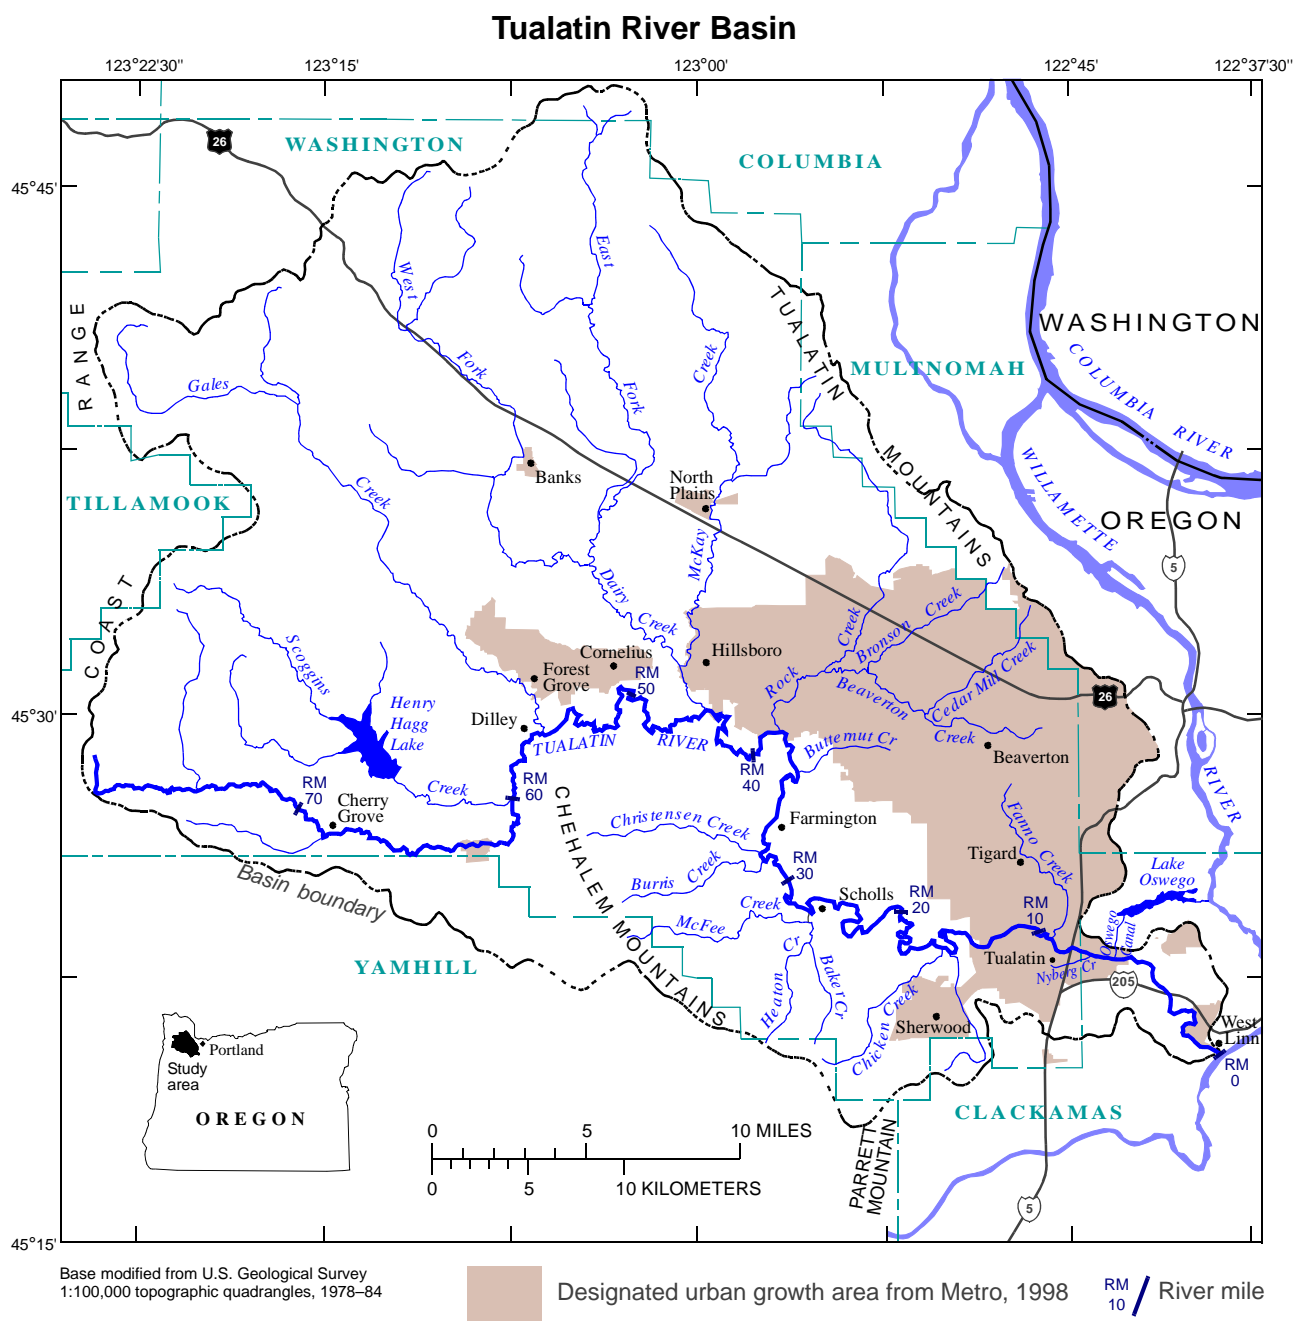 Tualatin River Basin
123°22'30"
123°15'
123°00'
122°45'
122°37'30"
45°45'
45°30'
45°15'
26
WASHINGTON
COLUMBIA
West
East
Fork
Fork
Creek
TUALATIN
MOUNTAINS
MULTNOMAH
WASHINGTON
COLUMBIA
RIVER
RANGE
Gales
Creek
WILLAMETTE
OREGON
5
Banks
North
Plains
TILLAMOOK
COAST
McKay
Dairy
Creek
Scoggins
Creek
Bronson
Creek
Cornelius
Hillsboro
Forest
Grove
RM
50
Rock
Beaverton
Creek
Cedar Mill Creek
26
Henry
Hagg
Lake
Dilley
TUALATIN
RIVER
Butternut Cr
Beaverton
RM
40
RM
60
RM
70
Creek
Cherry
Grove
CHEHALEM MOUNTAINS
Christensen Creek
Farmington
Fanno Creek
RIVER
Tigard
Basin boundary
Burris
Creek
RM
30
Scholls
RM
20
RM
10
Lake
Oswego
Creek
McFee
Oswego
Canal
YAMHILL
Cr
Heaton
Baker Cr
Chicken Creek
Tualatin
Nyberg Cr
205
Sherwood
West
Linn
RM
0
Portland
Study
area
OREGON
CLACKAMAS
PARRETT
MOUNTAIN
5
0
5
10 MILES
0
5
10 KILOMETERS
Base modified from U.S. Geological Survey
1:100,000 topographic quadrangles, 1978–84
Designated urban growth area from Metro, 1998
RM
10
River mile